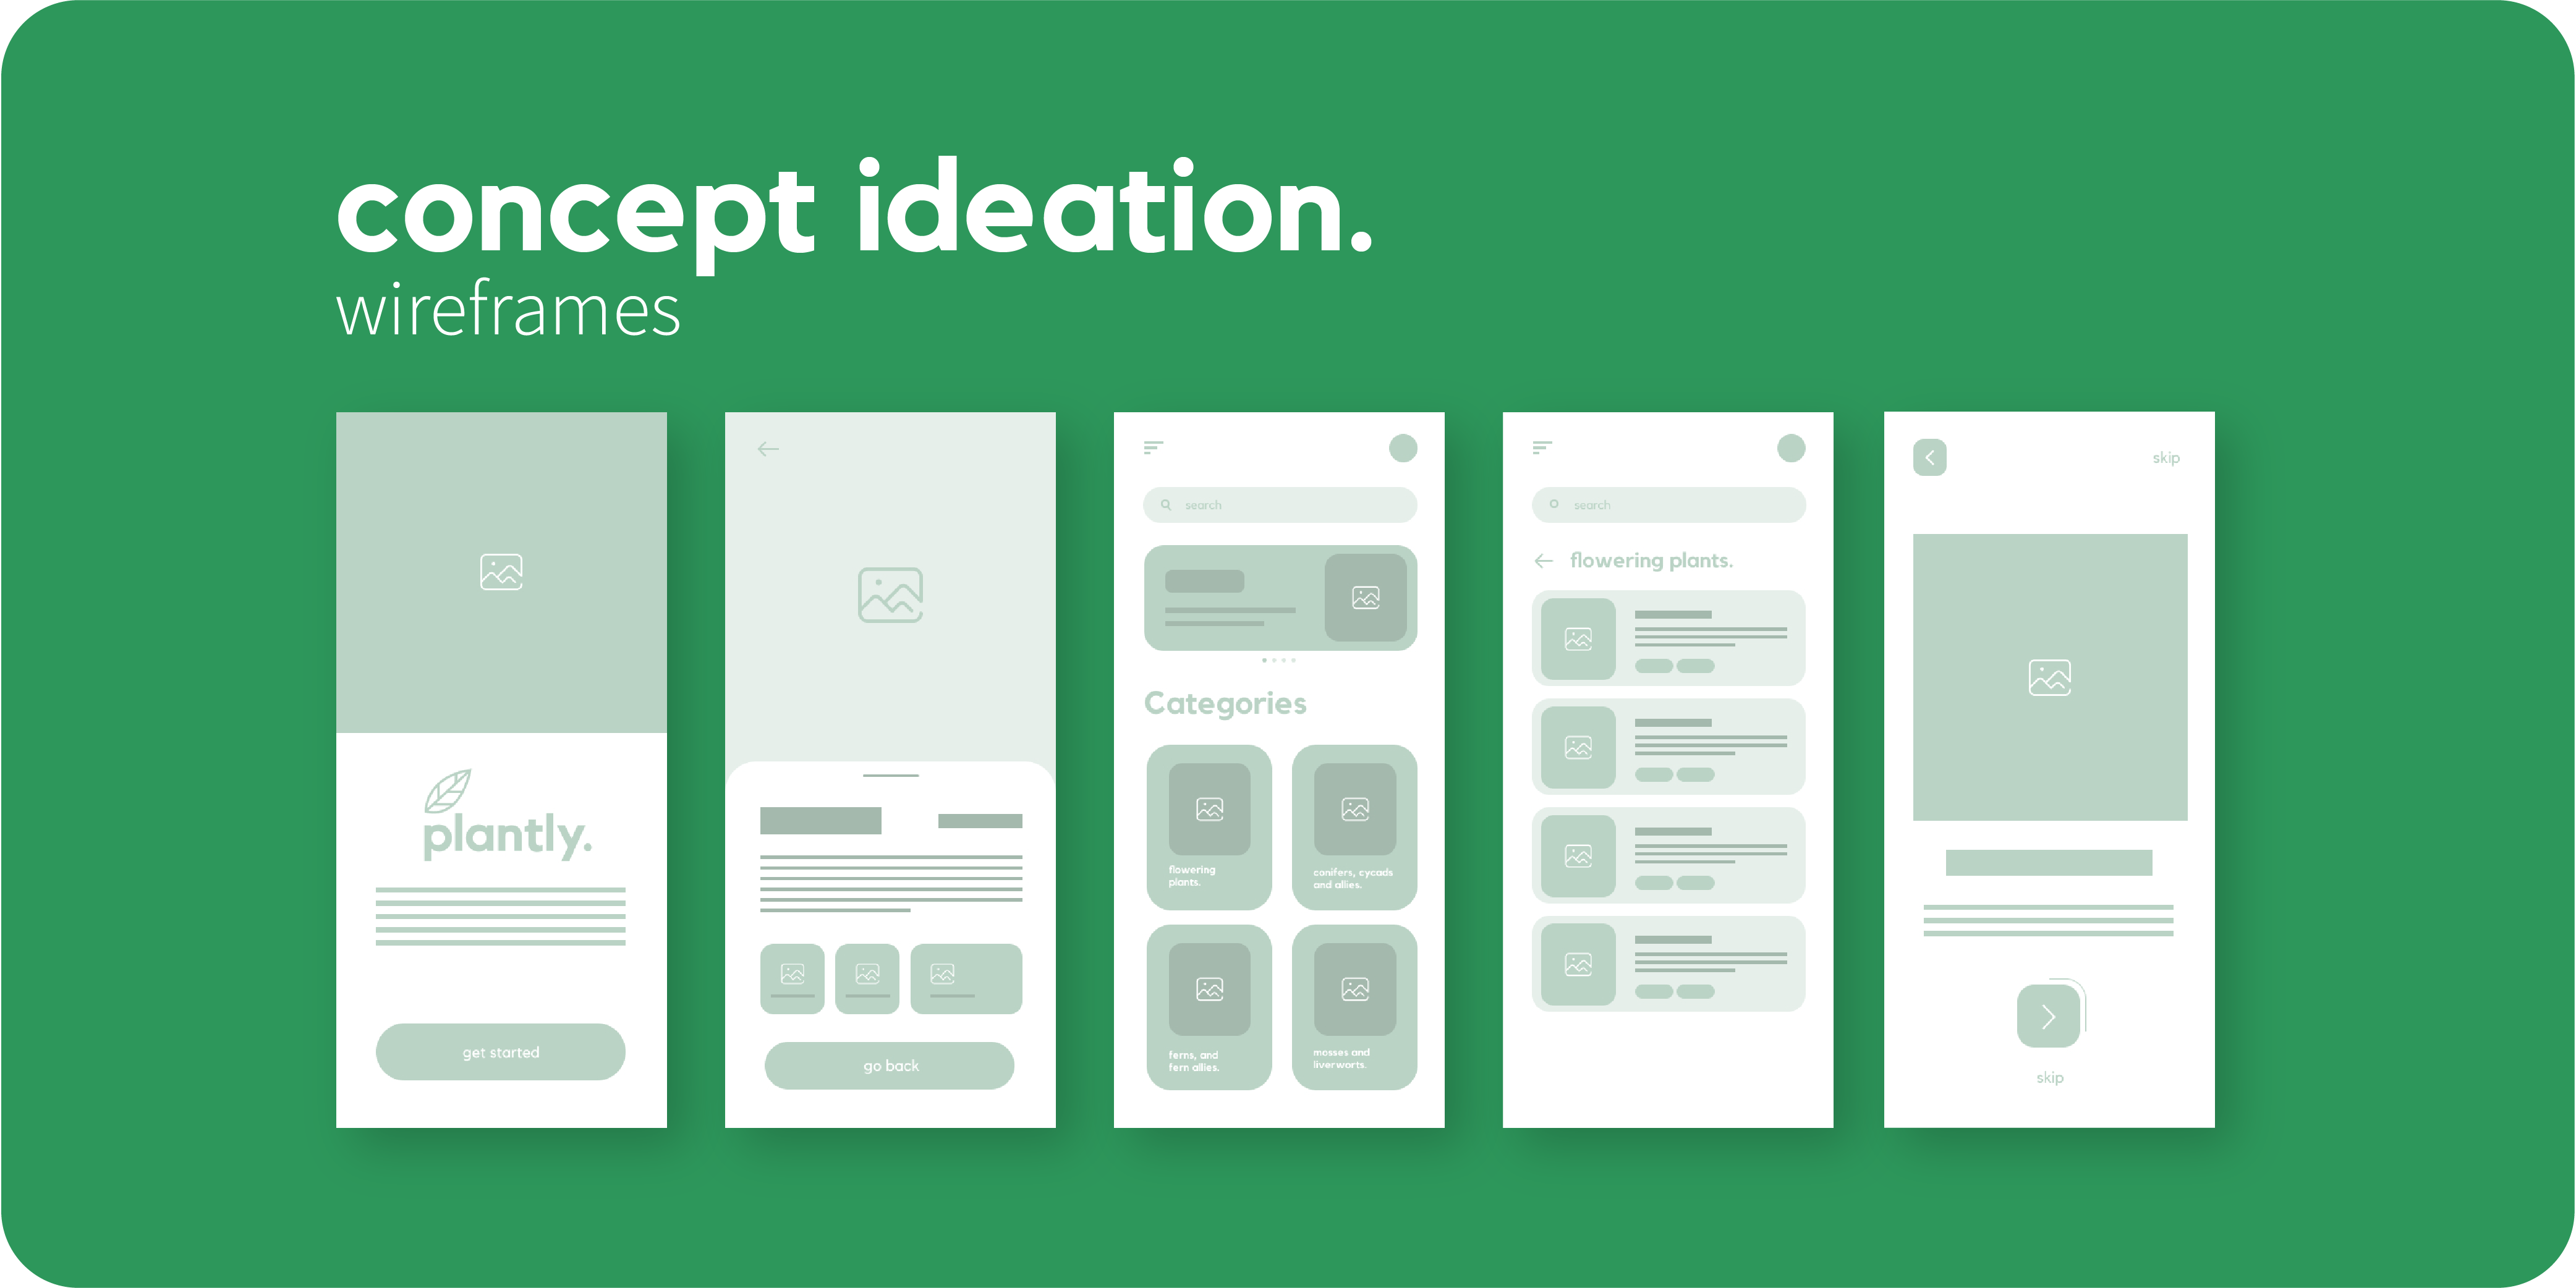 concept ideation.
wireframes
plantly.
get started
go back
search
Categories
flowering
plants.
conifers, cycads
and allies.
ferns, and
fern allies.
mosses and
liverworts.
search
flowering plants.
skip
skip